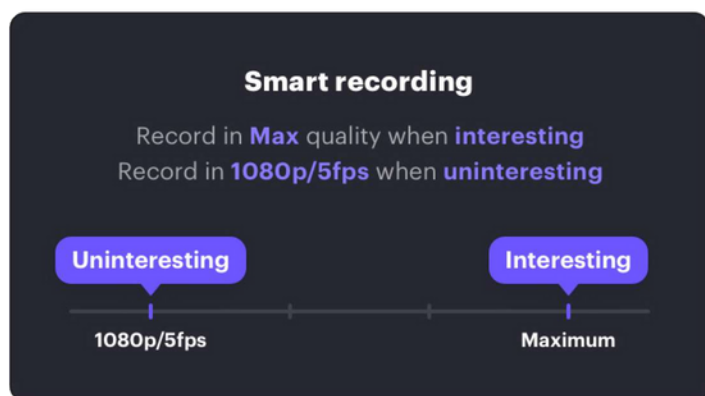 Smart recording
Record in Max quality when interesting
Record in 1080p/5fps when uninteresting
Uninteresting
Interesting
1080p/5fps
Maximum